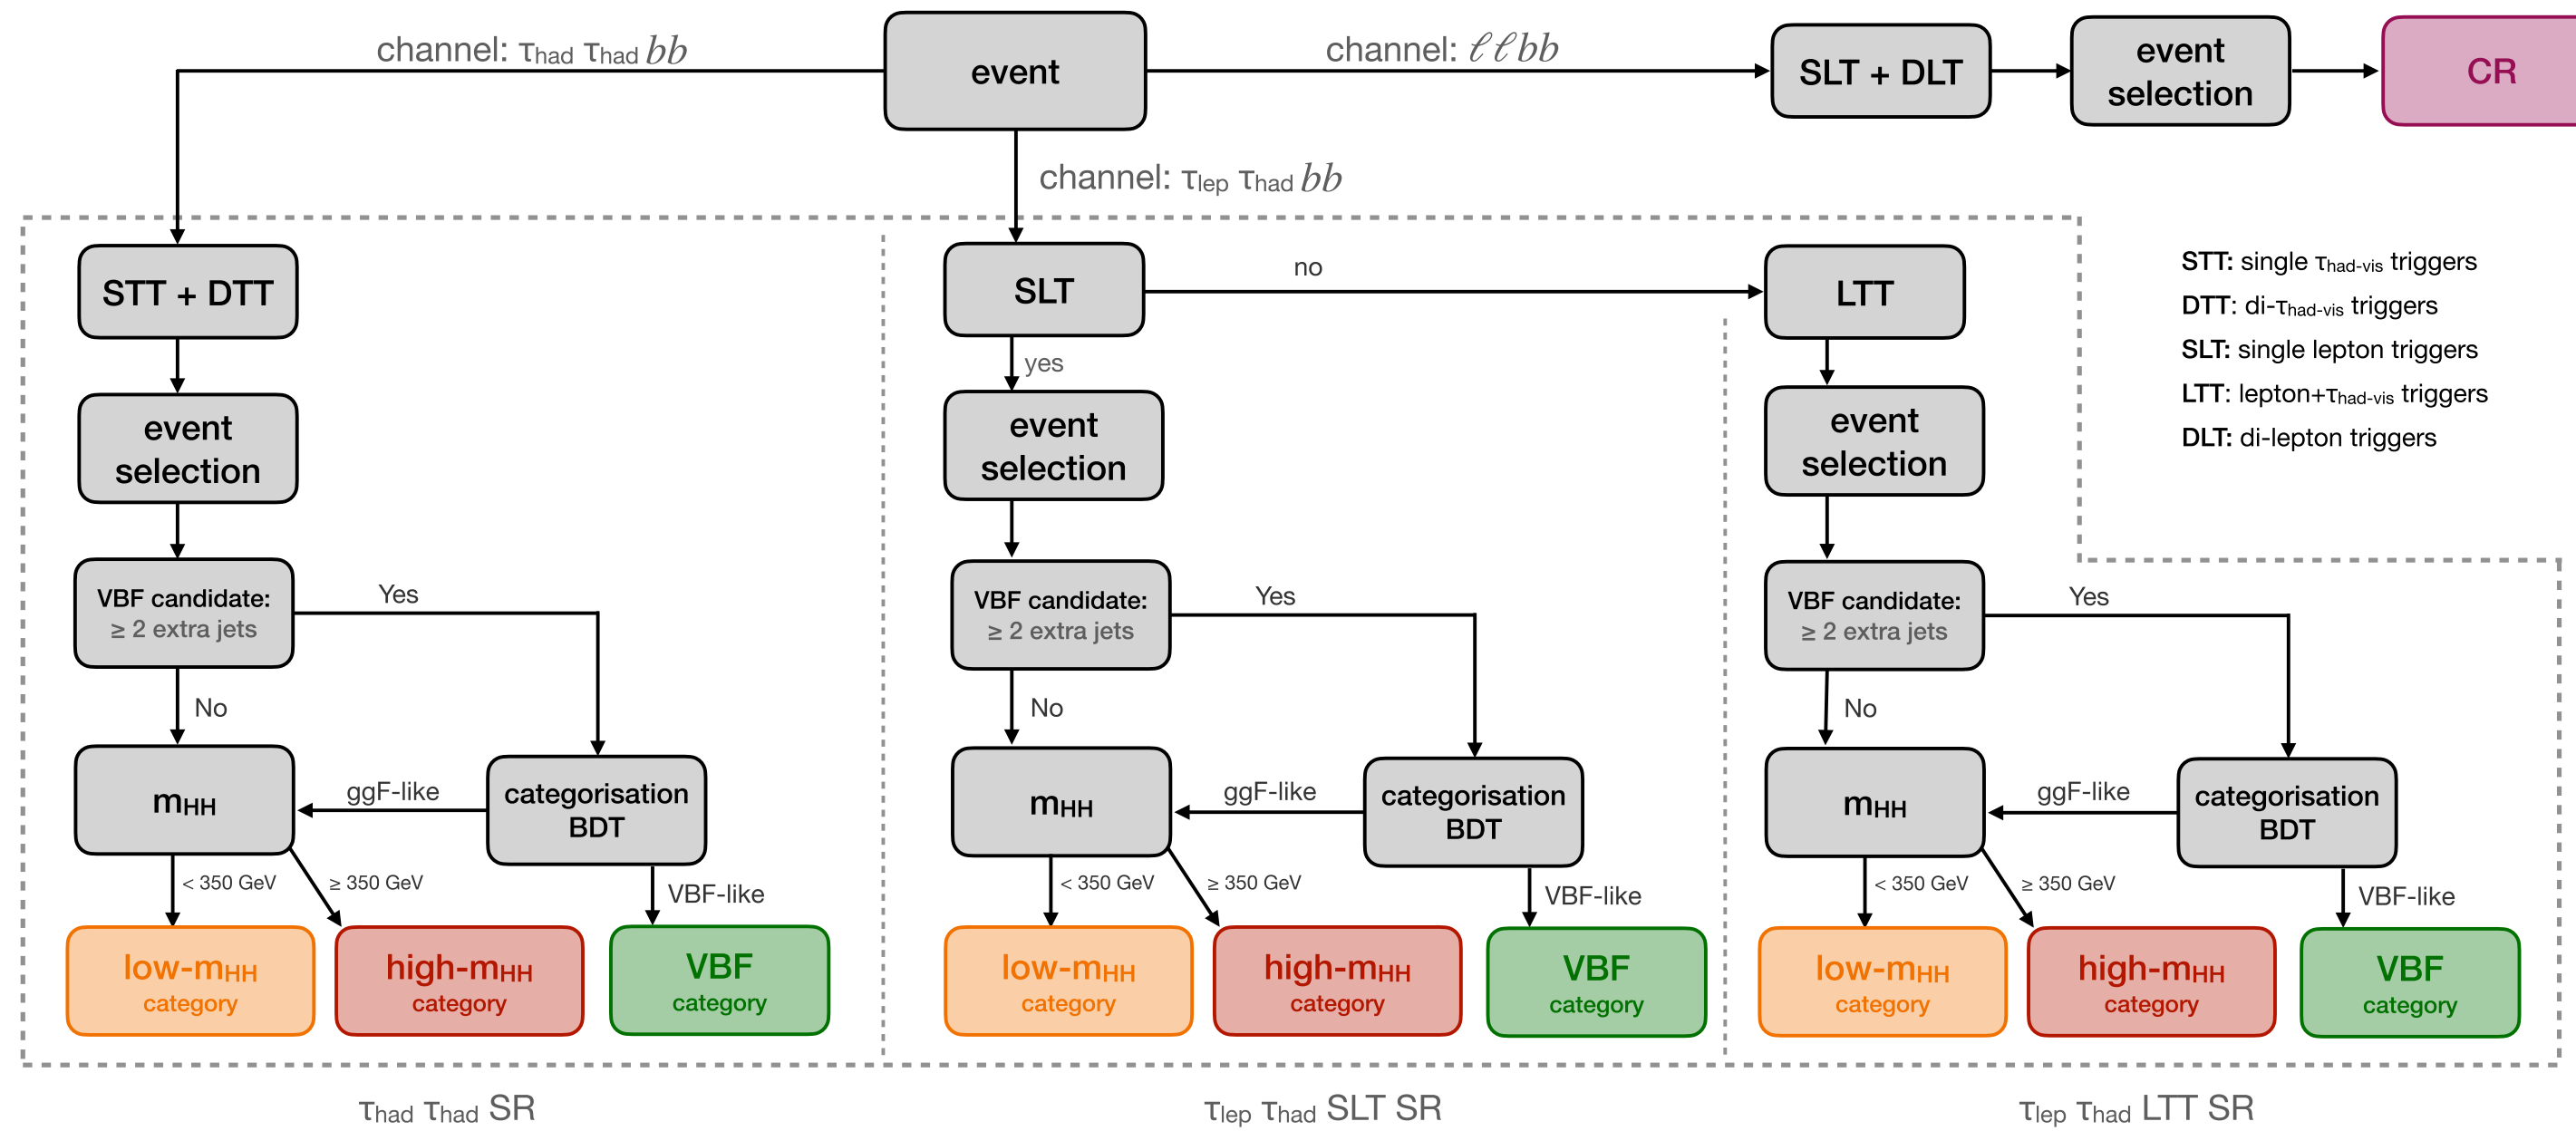 channel: τhad τhad bb
event
channel: ℓℓbb
SLT + DLT
event
selection
CR
channel: τlep τhad bb
STT: single τhad-vis triggers
DTT: di-τhad-vis triggers
SLT: single lepton triggers
LTT: lepton+τhad-vis triggers
DLT: di-lepton triggers
STT + DTT
event
selection
VBF candidate:
≥ 2 extra jets
Yes
No
mHH
ggF-like
categorisation
BDT
< 350 GeV
≥ 350 GeV
VBF-like
low-mHH
category
high-mHH
category
VBF
category
τhad τhad SR
SLT
no
yes
event
selection
VBF candidate:
≥ 2 extra jets
Yes
No
mHH
ggF-like
categorisation
BDT
< 350 GeV
≥ 350 GeV
VBF-like
low-mHH
category
high-mHH
category
VBF
category
τlep τhad SLT SR
LTT
event
selection
VBF candidate:
≥ 2 extra jets
Yes
No
mHH
ggF-like
categorisation
BDT
< 350 GeV
≥ 350 GeV
VBF-like
low-mHH
category
high-mHH
category
VBF
category
τlep τhad LTT SR